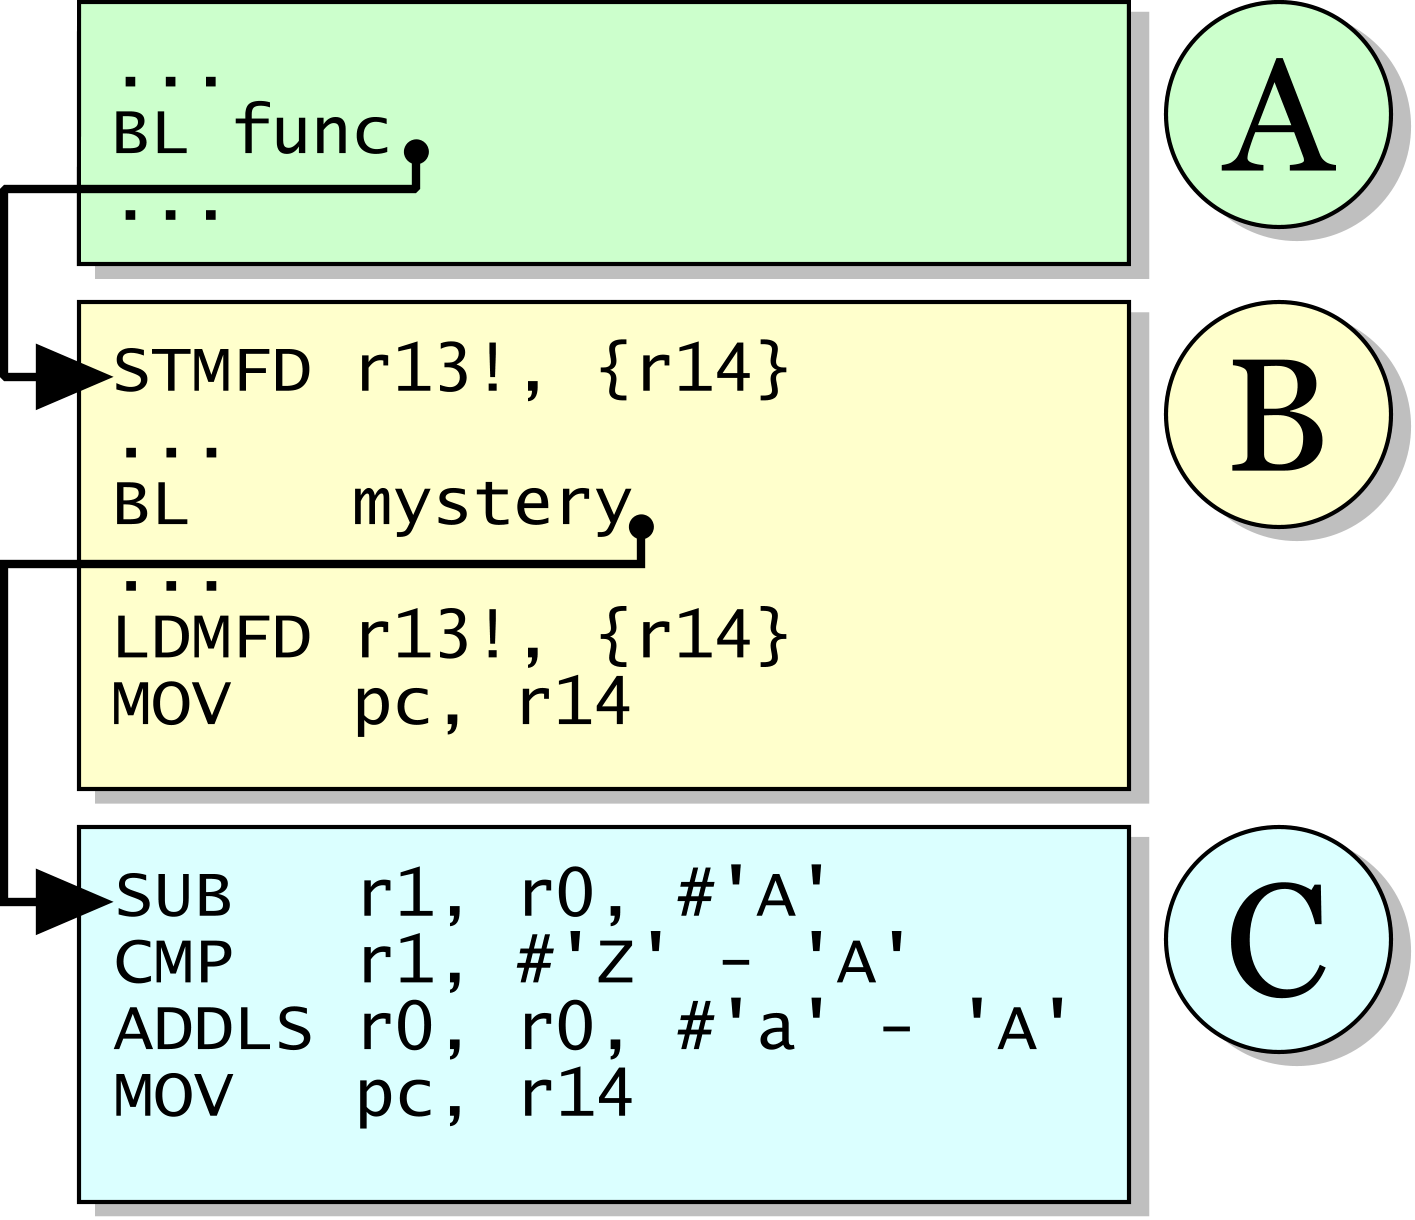 ...
BL func
...
A
STMFD r13!, {r14}
...
BL mystery
...
LDMFD r13!, {r14}
MOV pc, r14
B
SUB r1, r0, #'A'
CMP r1, #'Z' - 'A'
ADDLS r0, r0, #'a' - 'A'
MOV pc, r14
C